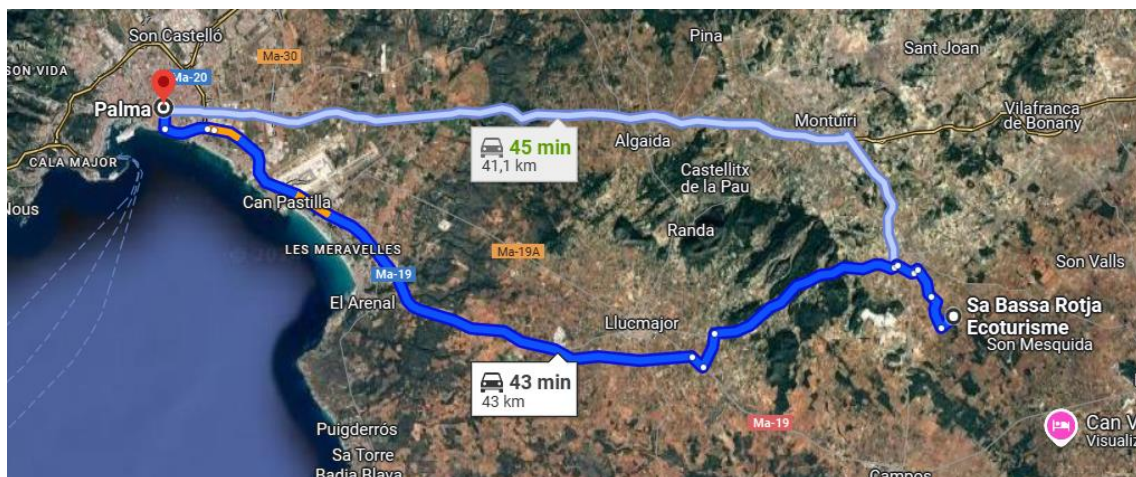 Son Castelló
Pina
Ma-30
Sant Joan
SON VIDA
Ma-20
Palma
Vilafranca
de Bonany
Montuïri
45 min
41,1 km
Algaida
CALA MAJOR
Castellitx
de la Pau
Can Pastilla
Nous
Randa
LES MERAVELLES
Ma-19A
Son Valls
Ma-19
El Arenal
Sa Bassa Rotja
Ecoturisme
Llucmajor
Son Mesquida
43 min
43 km
Ma-19
Can V
Visualiz
Puigderrós
Sa Torre
Badia Blava
Campos